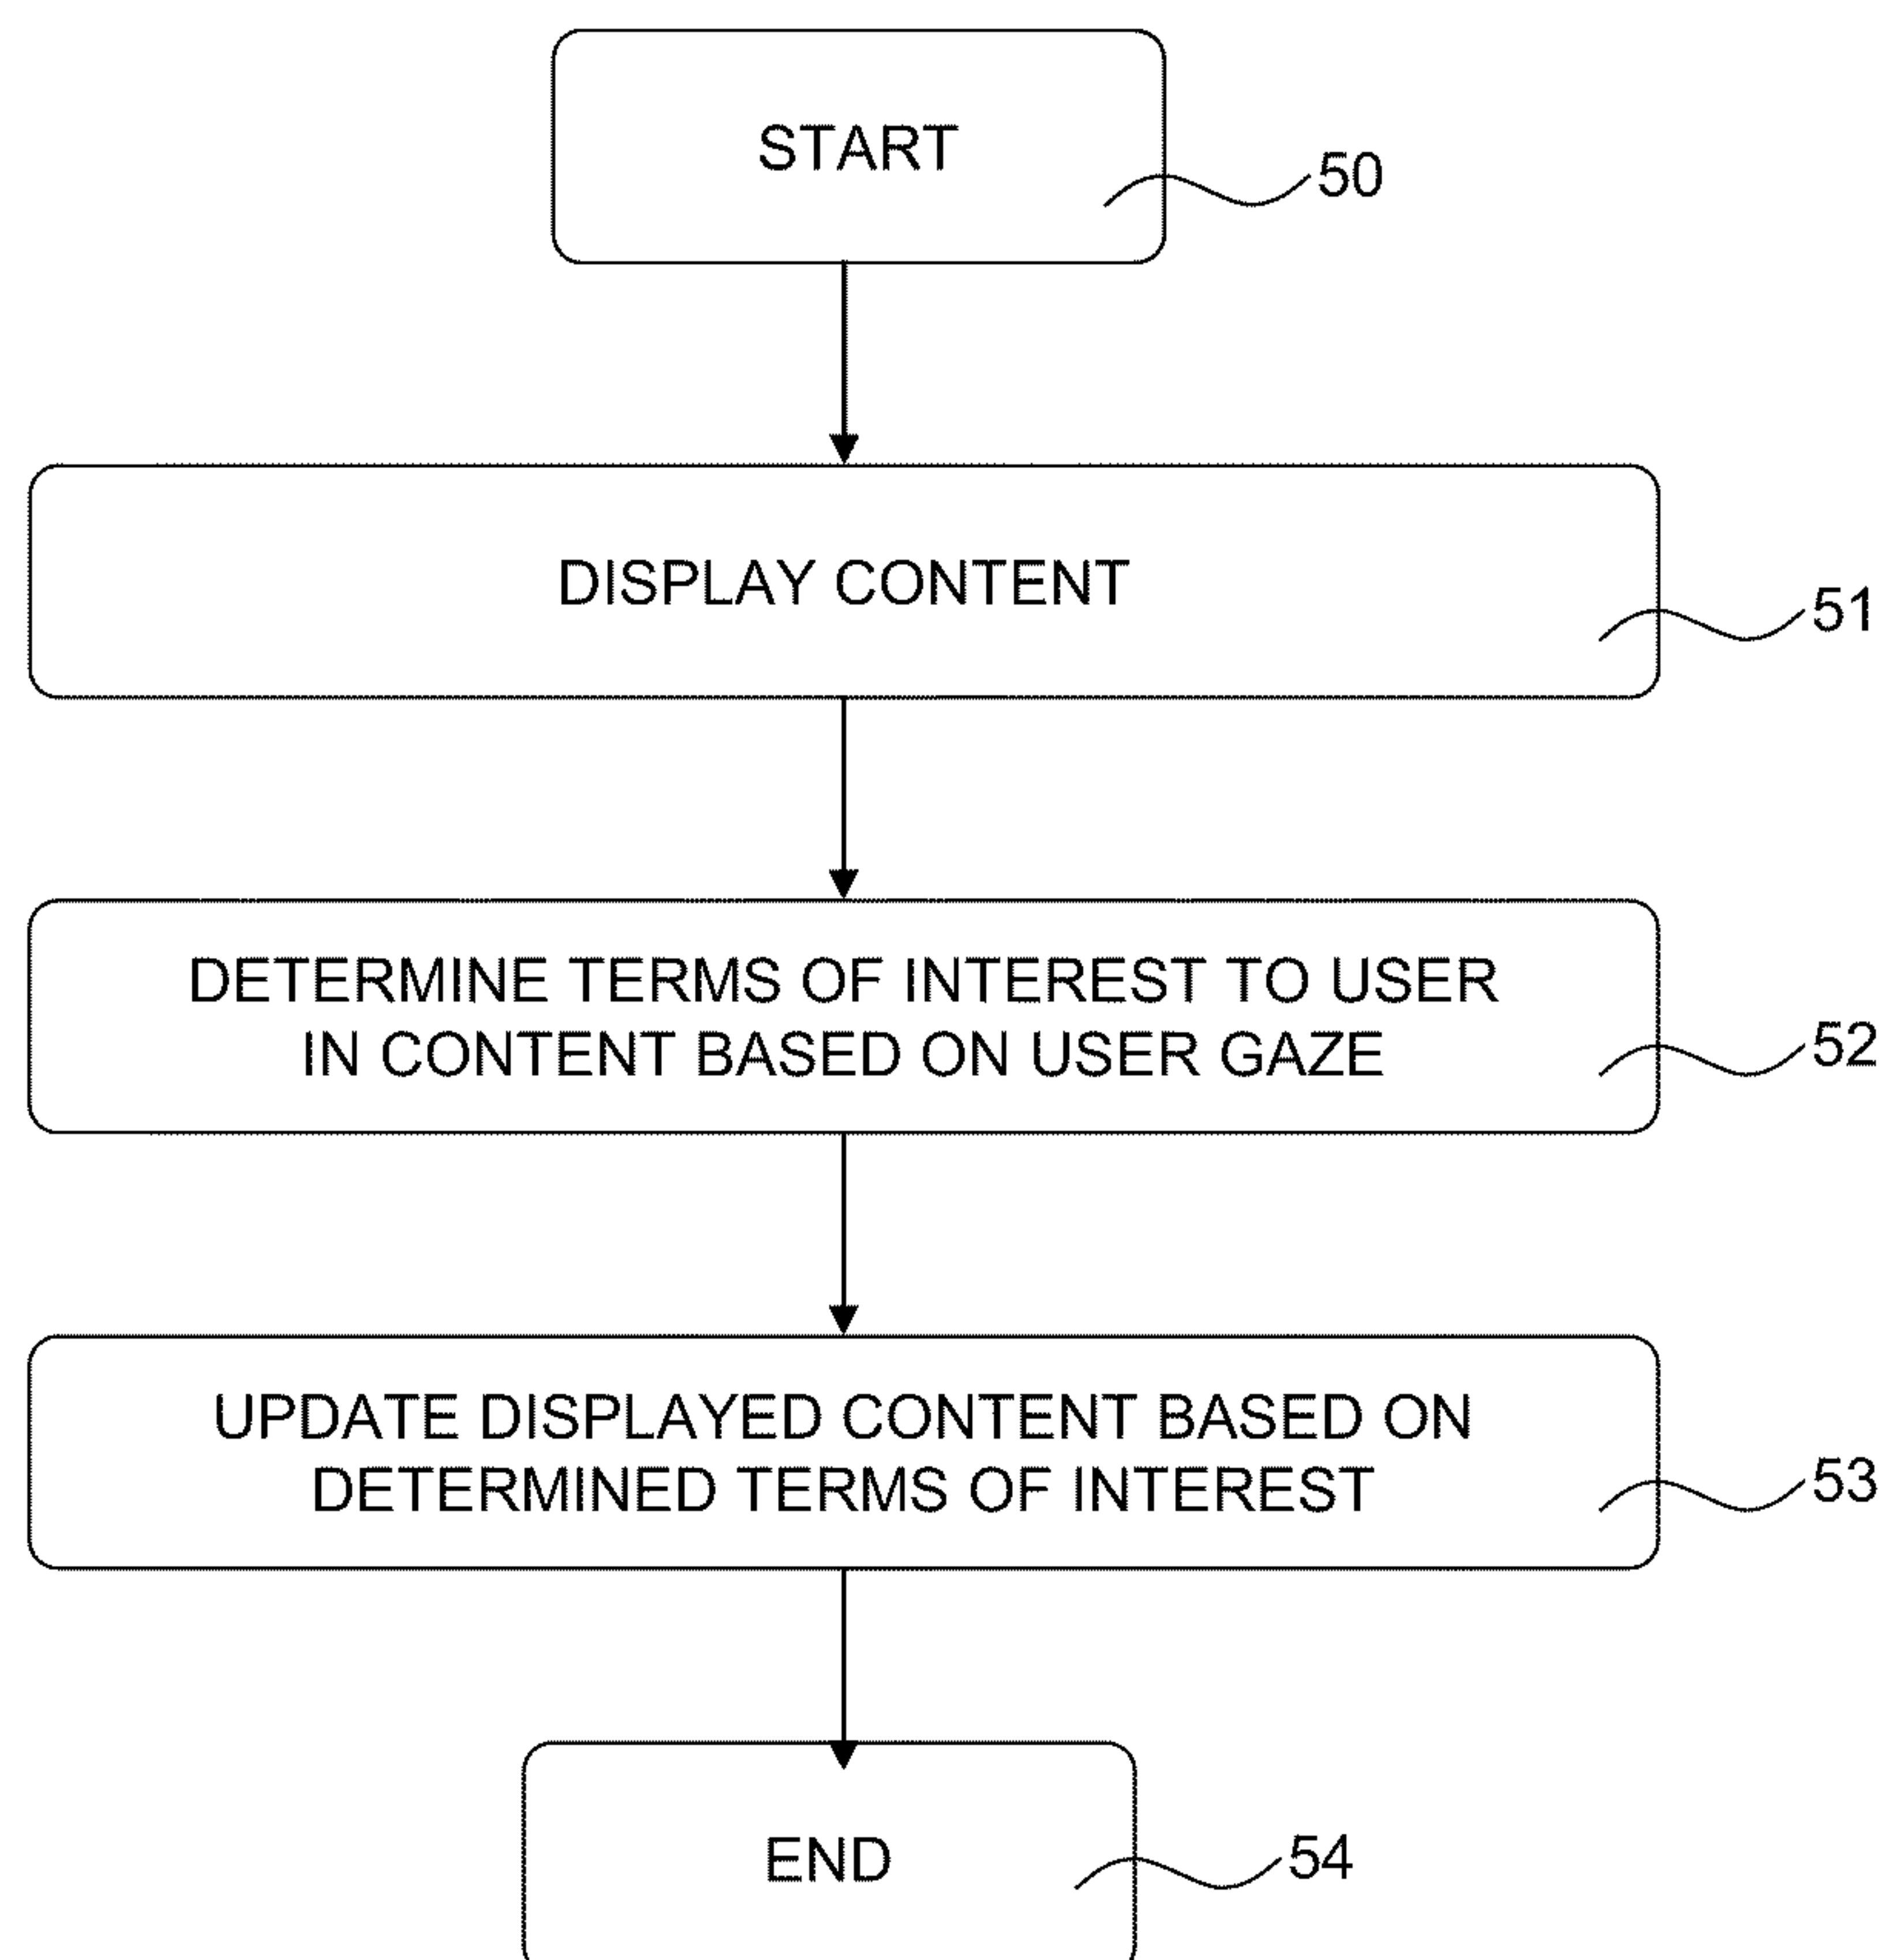 START
50
DISPLAY CONTENT
51
DETERMINE TERMS OF INTEREST TO USER
IN CONTENT BASED ON USER GAZE
52
UPDATE DISPLAYED CONTENT BASED ON
DETERMINED TERMS OF INTEREST
53
END
54